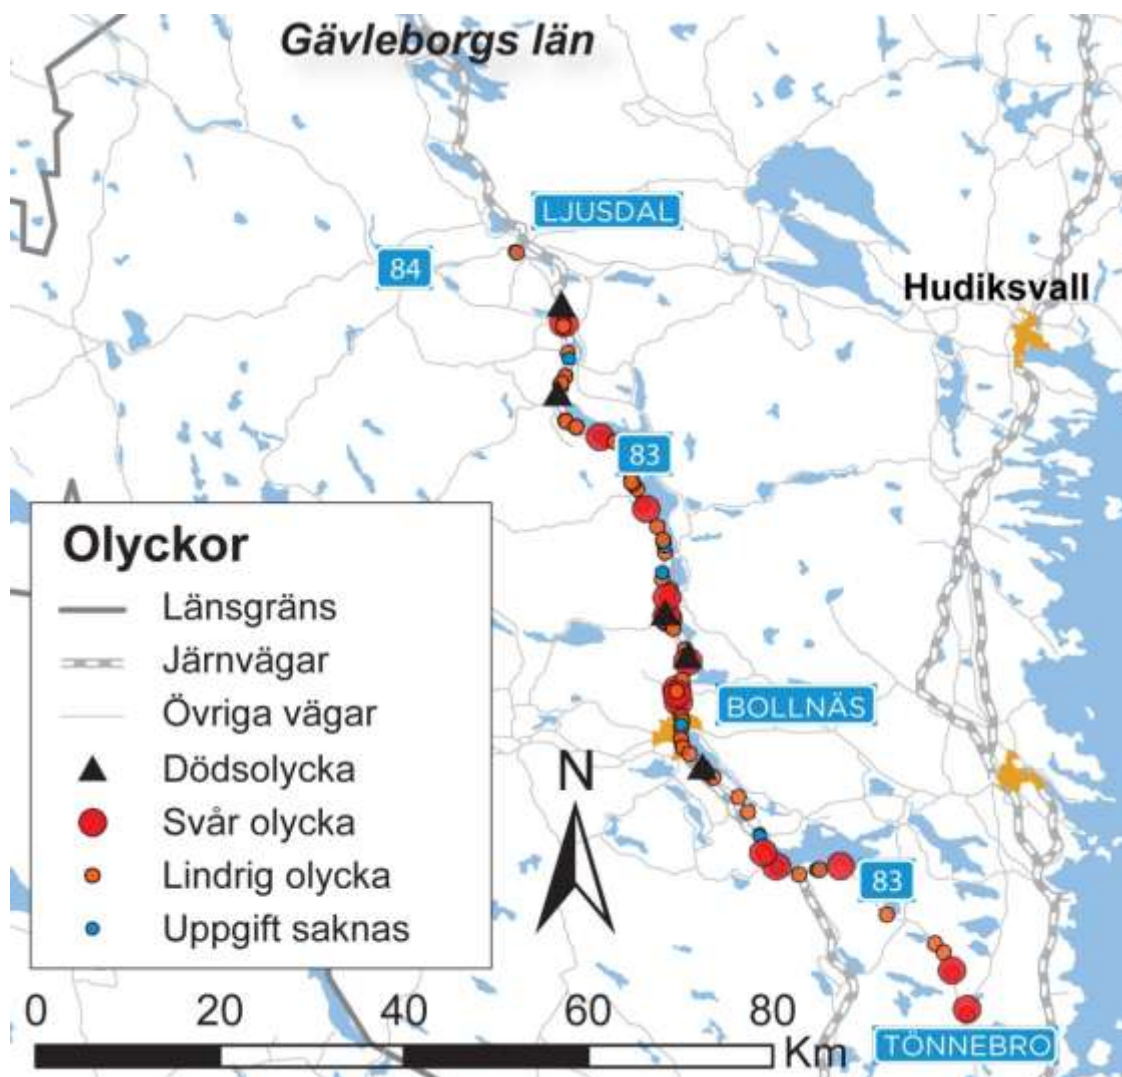 Gävleborgs län
LJUSDAL
84
Hudiksvall
83
Olyckor
Länsgräns
Järnvägar
Övriga vägar
Dödsolycka
Svår olycka
Lindrig olycka
Uppgift saknas
BOLLNÄS
N
83
0 20 40 60 80
Km
TÖNNEBRO